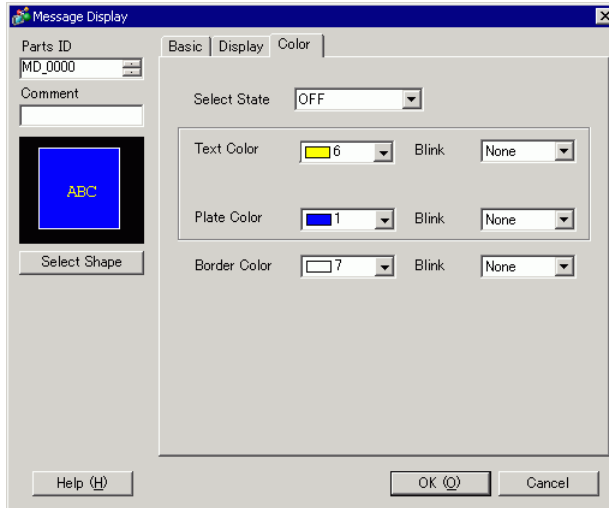 Message Display
Parts ID
MD_0000
Comment
ABC
Select Shape
Basic Display Color
Select State OFF
Text Color 6 Blink None
Plate Color 1 Blink None
Border Color 7 Blink None
Help (H) OK (O) Cancel